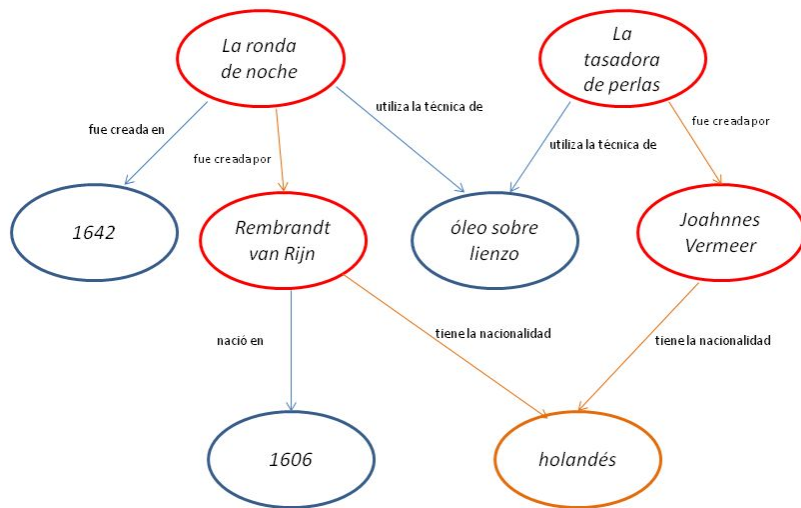 La ronda
de noche
La
tasadora
de perlas
utiliza la técnica de
fue creada en
fue creada por
fue creada por
utiliza la técnica de
1642
Rembrandt
van Rijn
óleo sobre
lienzo
Joahnnes
Vermeer
nació en
tiene la nacionalidad
tiene la nacionalidad
1606
holandés